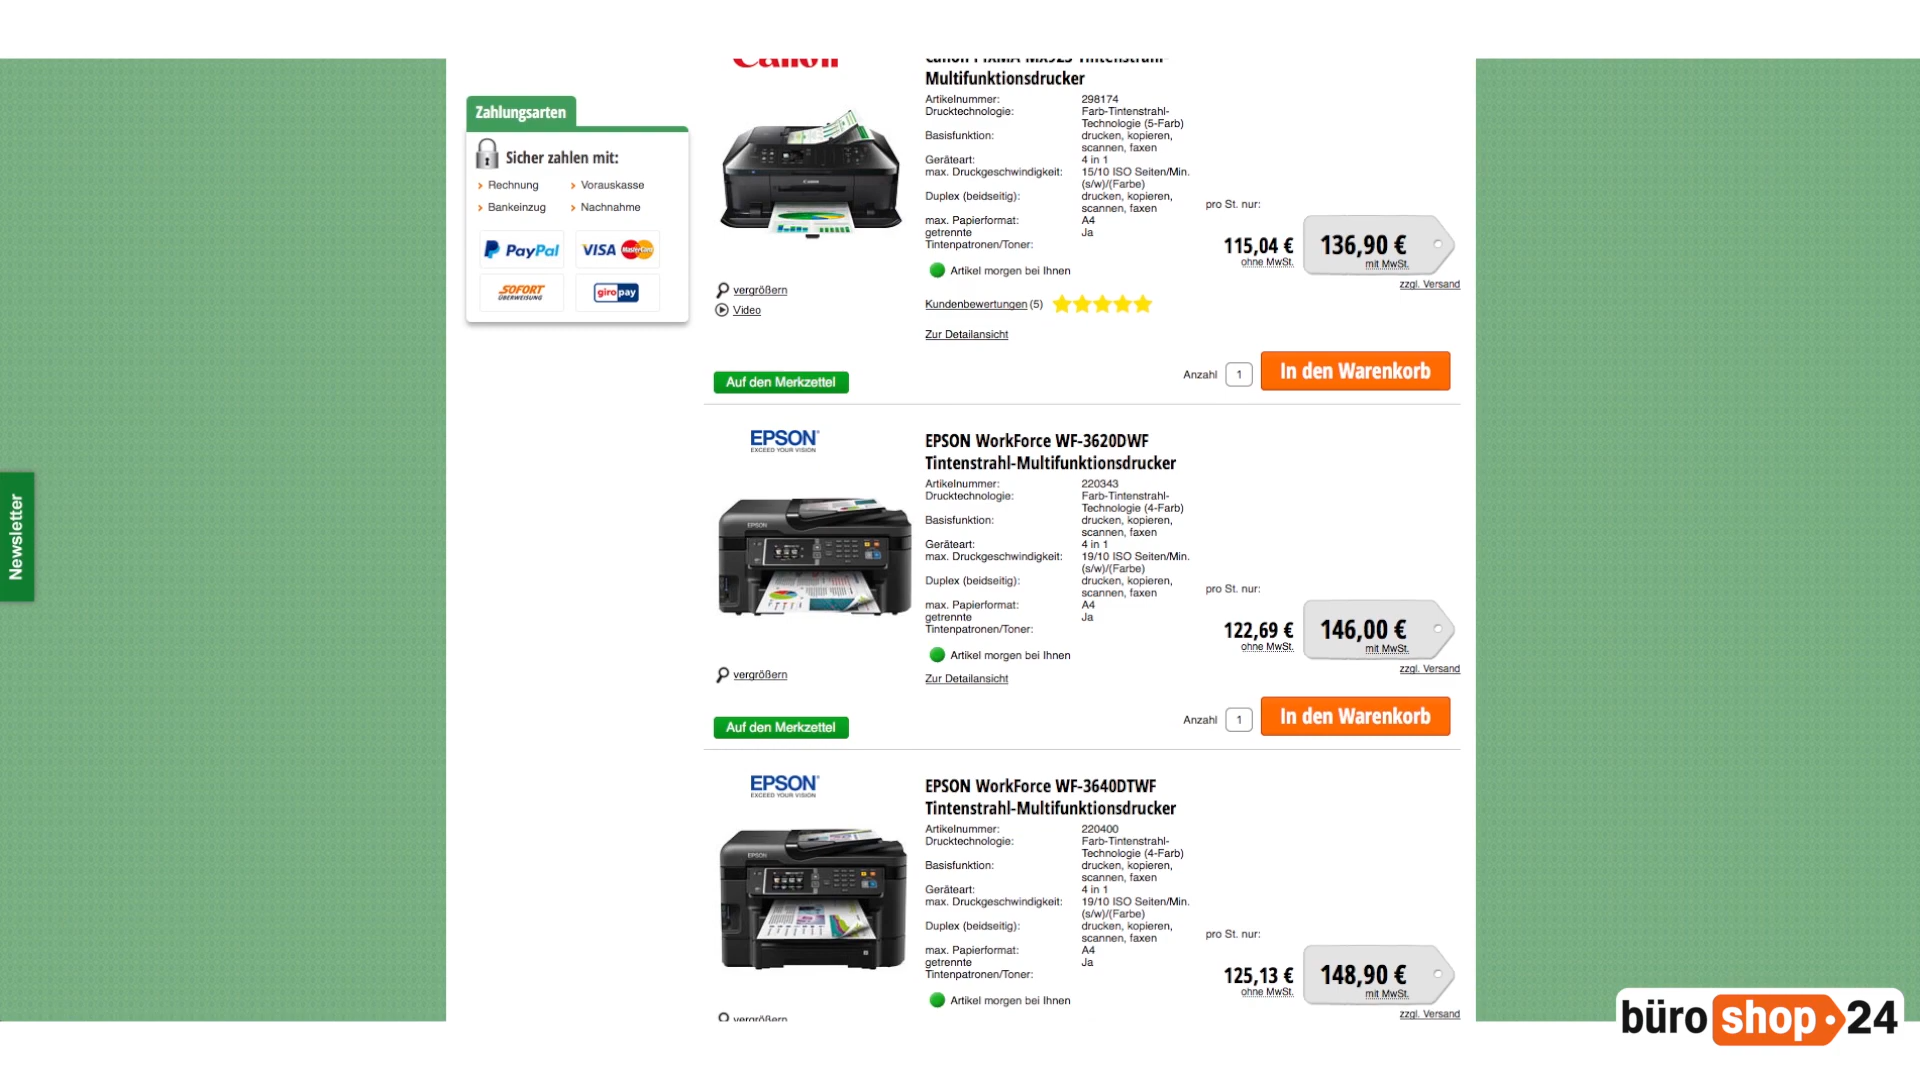 Zahlungsarten
Sicher zahlen mit:
Rechnung
Vorauskasse
Bankeinzug
Nachnahme
PayPal
VISA MasterCard
SOFORT
ÜBERWEISUNG
giropay
Newsletter
Canon
Canon PIXMA MX925 Tintenstrahl-
Multifunktionsdrucker
Artikelnummer: 298174
Drucktechnologie: Farb-Tintenstrahl-
Technologie (5-Farb)
Basisfunktion: drucken, kopieren,
scannen, faxen
Geräteart: 4 in 1
max. Druckgeschwindigkeit: 15/10 ISO Seiten/Min.
(s/w)/(Farbe)
Duplex (beidseitig): drucken, kopieren,
scannen, faxen
max. Papierformat: A4
getrennte Ja
Tintenpatronen/Toner:
Artikel morgen bei Ihnen
pro St. nur:
115,04 €
ohne MwSt.
136,90 €
mit MwSt.
zzgl. Versand
vergrößern
Video
Kundenbewertungen (5)
Zur Detailansicht
Auf den Merkzettel
Anzahl 1 In den Warenkorb
EPSON
EXCEED YOUR VISION
EPSON WorkForce WF-3620DWF
Tintenstrahl-Multifunktionsdrucker
Artikelnummer: 220343
Drucktechnologie: Farb-Tintenstrahl-
Technologie (4-Farb)
Basisfunktion: drucken, kopieren,
scannen, faxen
Geräteart: 4 in 1
max. Druckgeschwindigkeit: 19/10 ISO Seiten/Min.
(s/w)/(Farbe)
Duplex (beidseitig): drucken, kopieren,
scannen, faxen
max. Papierformat: A4
getrennte Ja
Tintenpatronen/Toner:
Artikel morgen bei Ihnen
pro St. nur:
122,69 €
ohne MwSt.
146,00 €
mit MwSt.
zzgl. Versand
vergrößern
Zur Detailansicht
Auf den Merkzettel
Anzahl 1 In den Warenkorb
EPSON
EXCEED YOUR VISION
EPSON WorkForce WF-3640DTWF
Tintenstrahl-Multifunktionsdrucker
Artikelnummer: 220400
Drucktechnologie: Farb-Tintenstrahl-
Technologie (4-Farb)
Basisfunktion: drucken, kopieren,
scannen, faxen
Geräteart: 4 in 1
max. Druckgeschwindigkeit: 19/10 ISO Seiten/Min.
(s/w)/(Farbe)
Duplex (beidseitig): drucken, kopieren,
scannen, faxen
max. Papierformat: A4
getrennte Ja
Tintenpatronen/Toner:
Artikel morgen bei Ihnen
pro St. nur:
125,13 €
ohne MwSt.
148,90 €
mit MwSt.
zzgl. Versand
vergrößern
büro shop 24